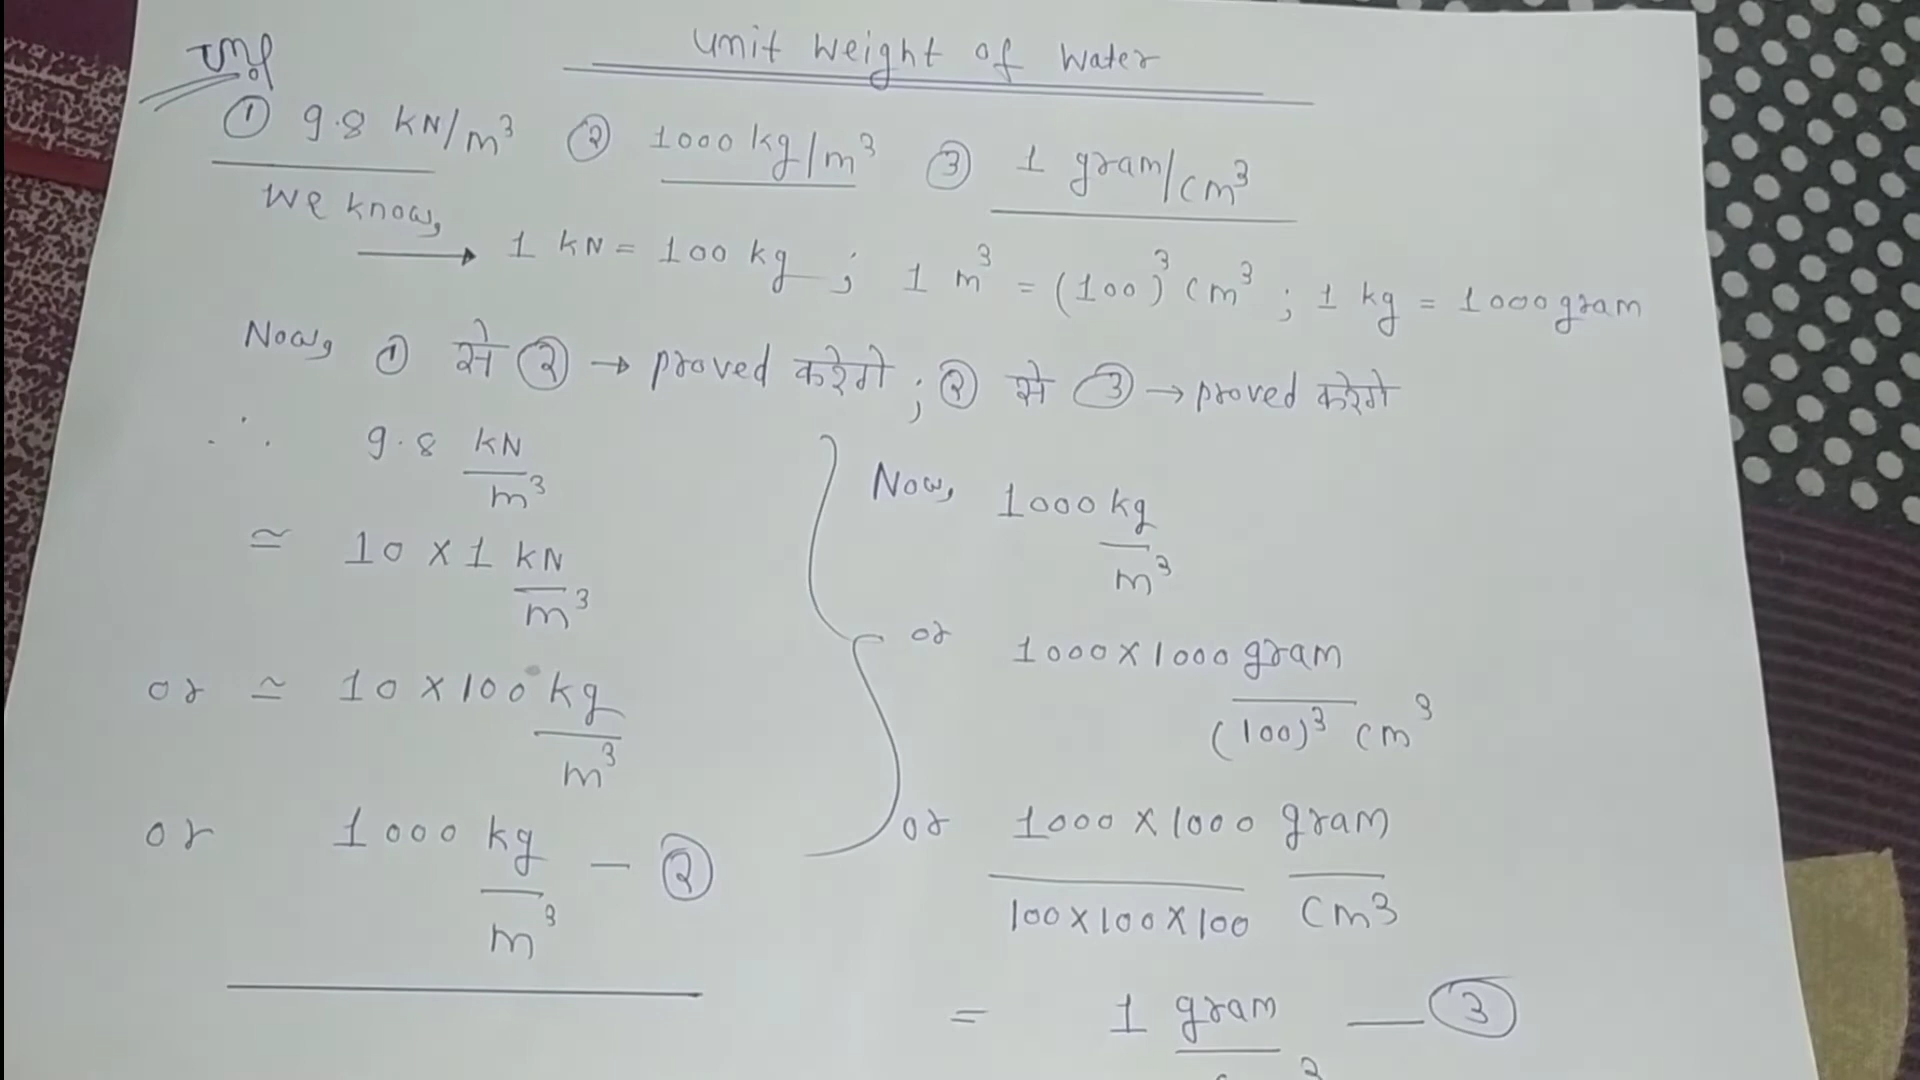 Imp
unit weight of water
① 9.8 kN/m³ ② 1000 kg/m³ ③ 1 gram/cm³
We know,
→ 1 kN = 100 kg ; 1 m³ = (100)³ cm³ ; 1 kg = 1000 gram
Now, ① से ② → proved करेगे ; ② से ③ → proved करेगे
∴ 9.8 kN/m³
≃ 10 x 1 kN/m³
or ≃ 10 x 100 kg/m³
or 1000 kg/m³ — ②
Now, 1000 kg/m³
or 1000 x 1000 gram/(100)³ cm³
or 1000 x 1000 gram
100 x 100 x 100 cm³
= 1 gram — ③